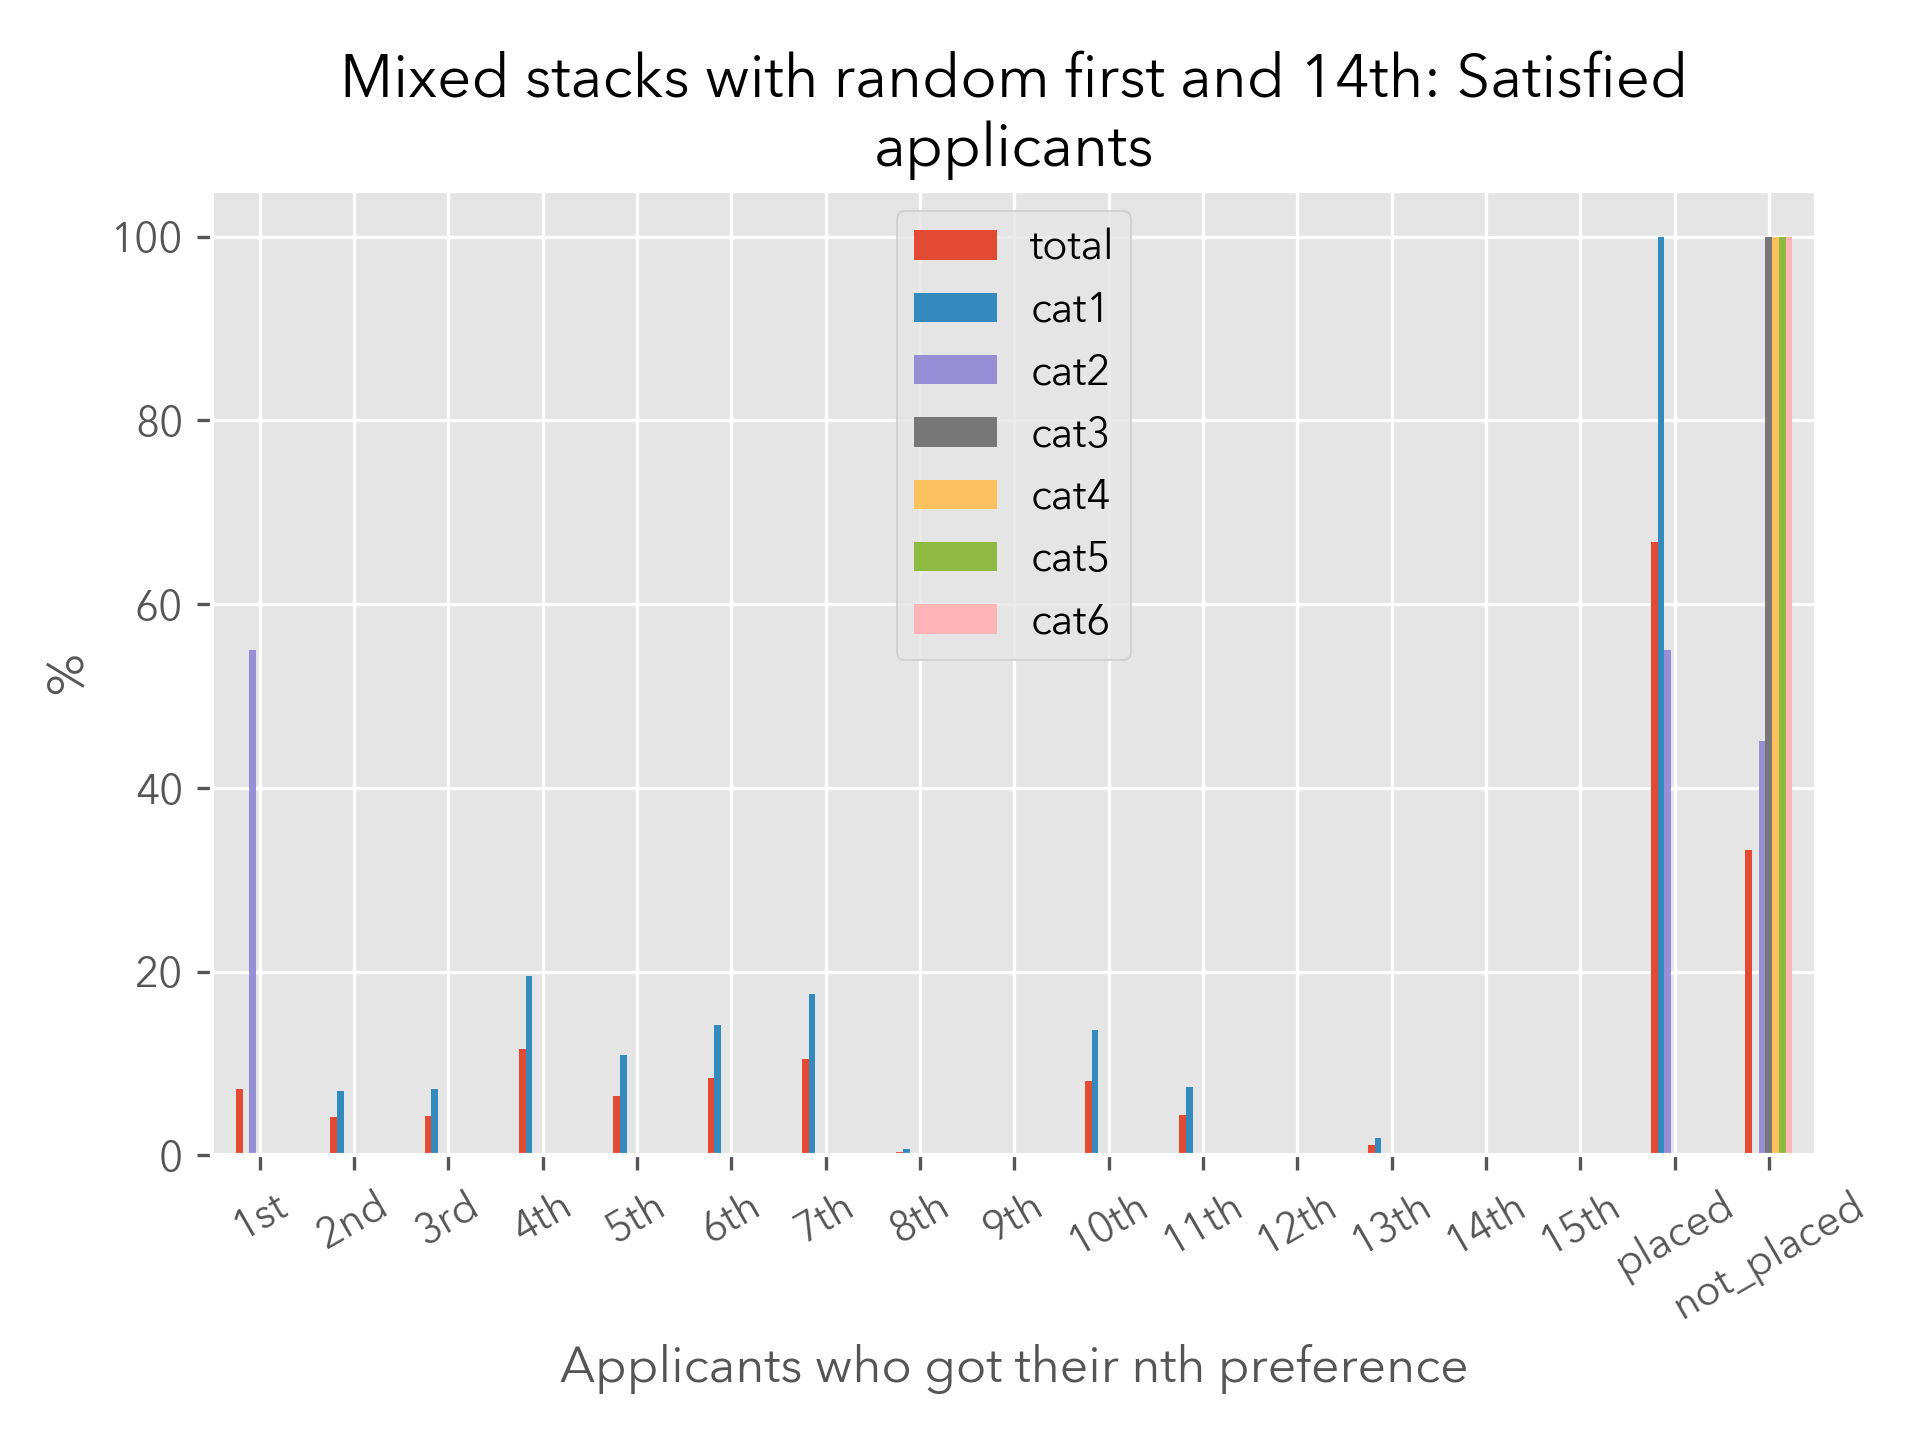 Mixed stacks with random first and 14th: Satisfied
applicants
100
80
60
40
20
0
%
total
cat1
cat2
cat3
cat4
cat5
cat6
1st
2nd
3rd
4th
5th
6th
7th
8th
9th
10th
11th
12th
13th
14th
15th
placed
not_placed
Applicants who got their nth preference